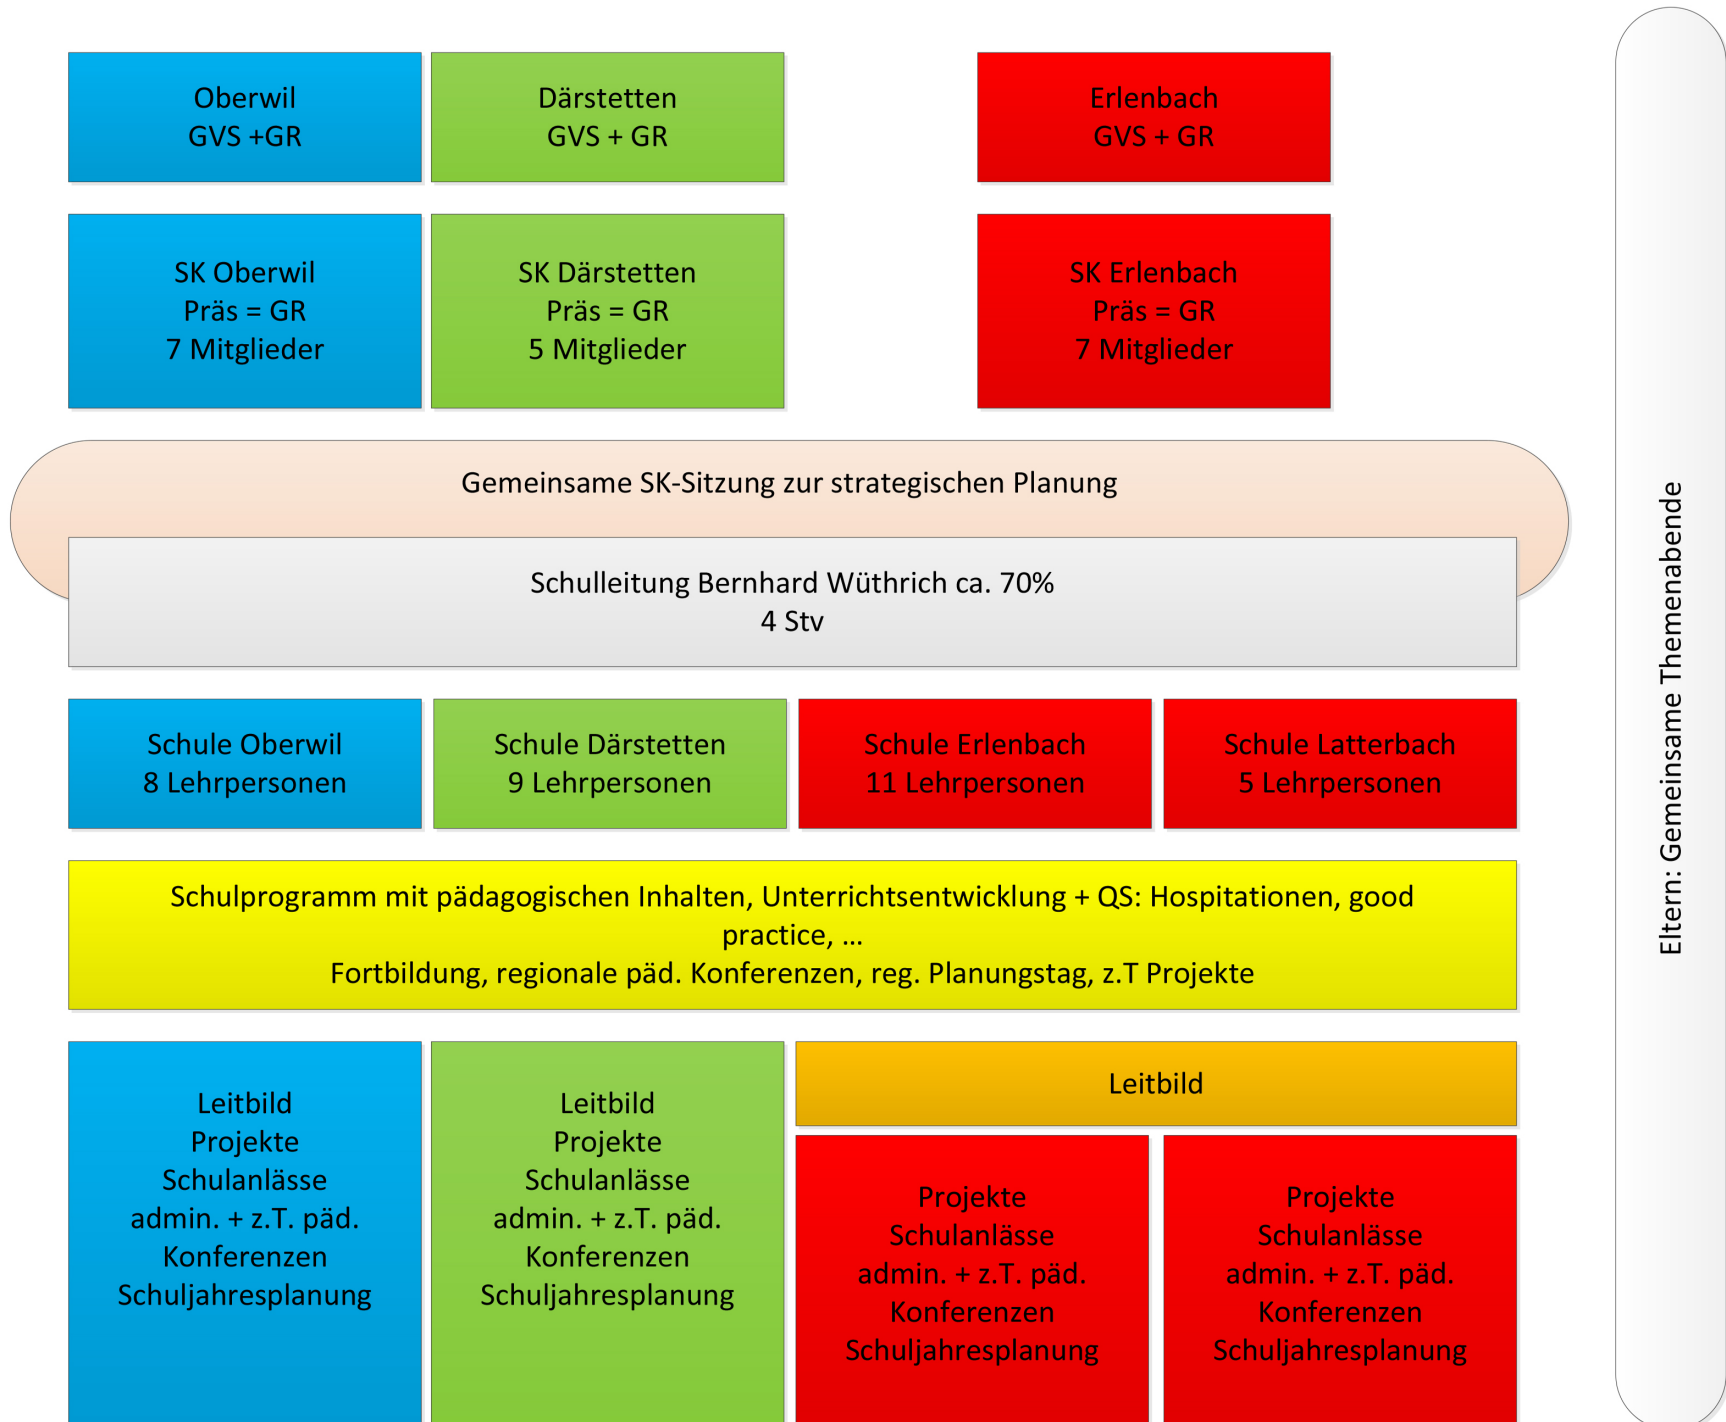 Oberwil
GVS +GR
Därstetten
GVS + GR
Erlenbach
GVS + GR
SK Oberwil
Präs = GR
7 Mitglieder
SK Därstetten
Präs = GR
5 Mitglieder
SK Erlenbach
Präs = GR
7 Mitglieder
Gemeinsame SK-Sitzung zur strategischen Planung
Schulleitung Bernhard Wüthrich ca. 70%
4 Stv
Schule Oberwil
8 Lehrpersonen
Schule Därstetten
9 Lehrpersonen
Schule Erlenbach
11 Lehrpersonen
Schule Latterbach
5 Lehrpersonen
Schulprogramm mit pädagogischen Inhalten, Unterrichtsentwicklung + QS: Hospitationen, good
practice, ...
Fortbildung, regionale päd. Konferenzen, reg. Planungstag, z.T Projekte
Leitbild
Projekte
Schulanlässe
admin. + z.T. päd.
Konferenzen
Schuljahresplanung
Leitbild
Projekte
Schulanlässe
admin. + z.T. päd.
Konferenzen
Schuljahresplanung
Leitbild
Projekte
Schulanlässe
admin. + z.T. päd.
Konferenzen
Schuljahresplanung
Projekte
Schulanlässe
admin. + z.T. päd.
Konferenzen
Schuljahresplanung
Eltern: Gemeinsame Themenabende